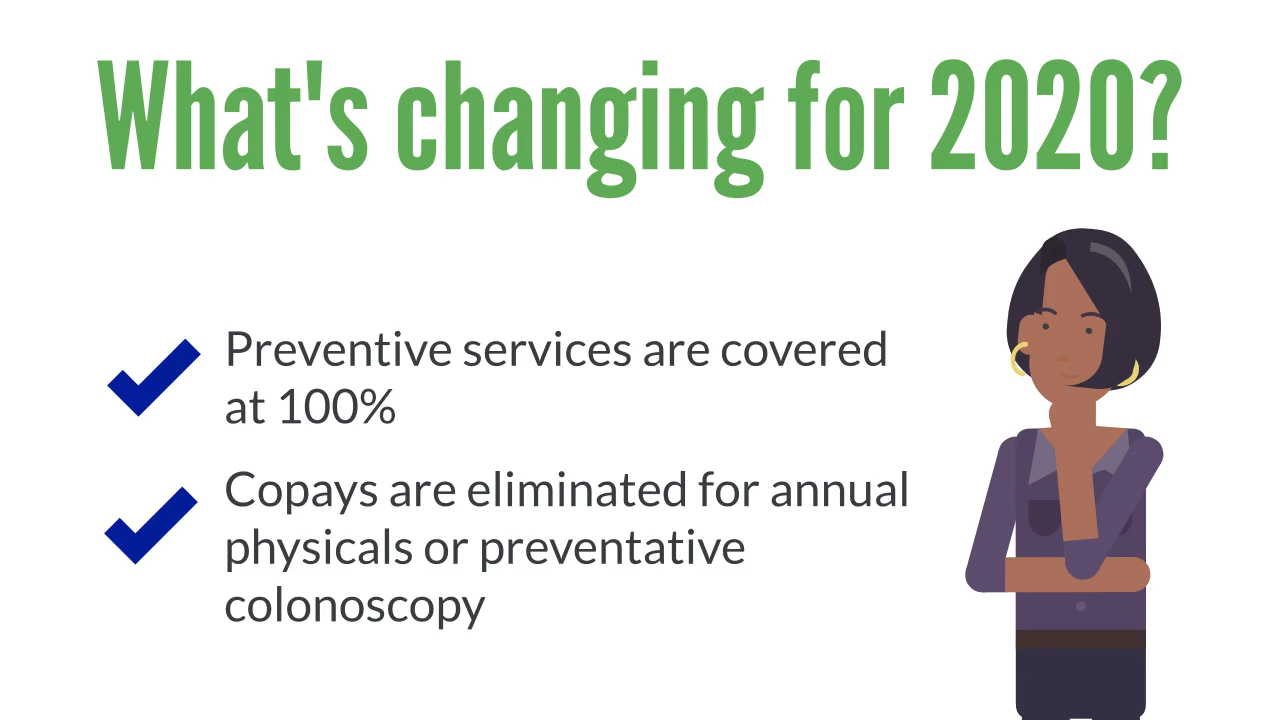 What's changing for 2020?
Preventive services are covered
at 100%
Copays are eliminated for annual
physicals or preventative
colonoscopy